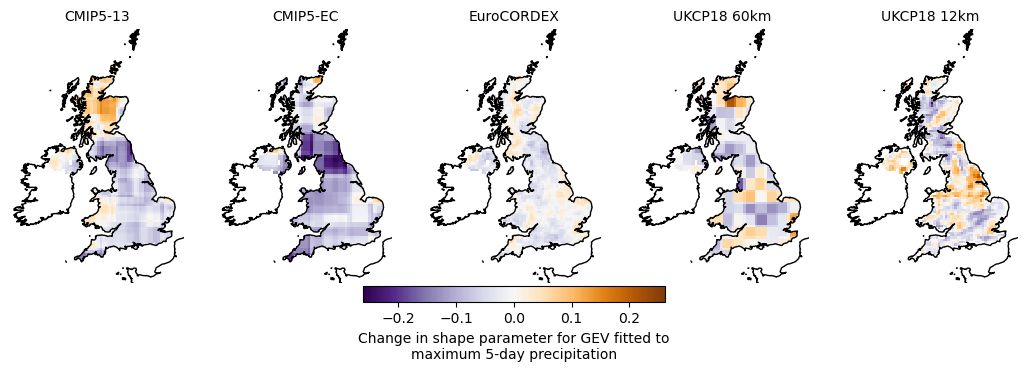 CMIP5-13
CMIP5-EC
EuroCORDEX
UKCP18 60km
UKCP18 12km
−0.2
−0.1
0.0
0.1
0.2
Change in shape parameter for GEV fitted to
maximum 5-day precipitation